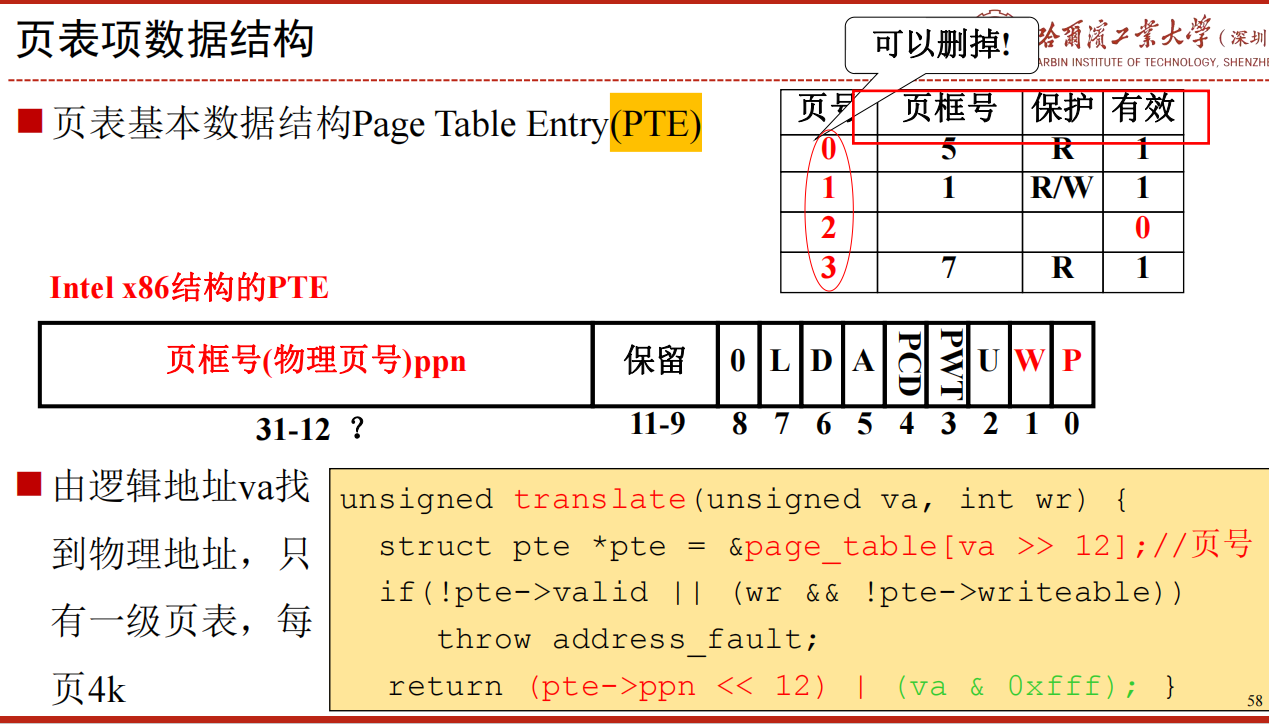 页表项数据结构
可以删掉!
哈爾濱工業大學(深圳
ARBIN INSTITUTE OF TECHNOLOGY, SHENZHE
■ 页表基本数据结构Page Table Entry(PTE)
页号 页框号 保护 有效
0 5 R 1
1 1 R/W 1
2 0
3 7 R 1
Intel x86结构的PTE
页框号(物理页号)ppn 保留 0 L D A PCD PWT U W P
31-12 ? 11-9 8 7 6 5 4 3 2 1 0
■ 由逻辑地址va找
到物理地址，只
有一级页表，每
页4k
unsigned translate(unsigned va, int wr) {
struct pte *pte = &page_table[va >> 12];//页号
if(!pte->valid || (wr && !pte->writeable))
throw address_fault;
return (pte->ppn << 12) | (va & 0xfff); }
58